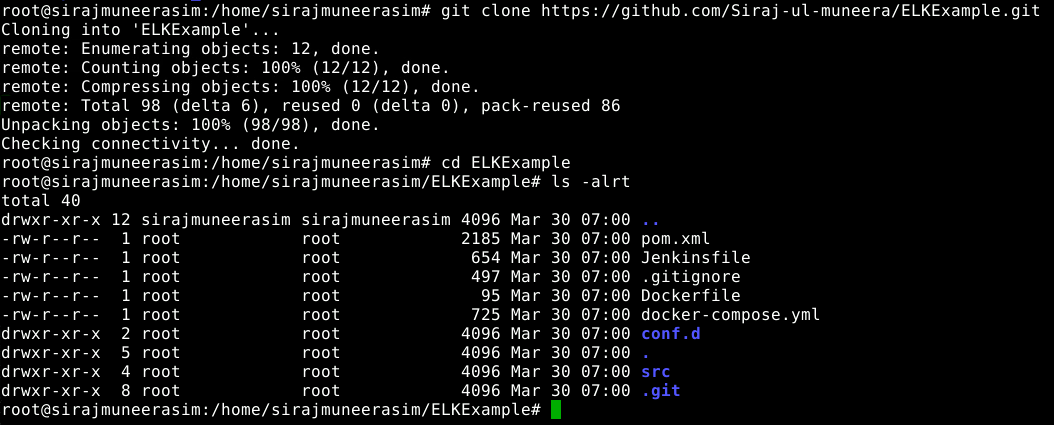 root@sirajmuneerasim:/home/sirajmuneerasim# git clone https://github.com/Siraj-ul-muneera/ELKExample.git
Cloning into 'ELKExample'...
remote: Enumerating objects: 12, done.
remote: Counting objects: 100% (12/12), done.
remote: Compressing objects: 100% (12/12), done.
remote: Total 98 (delta 6), reused 0 (delta 0), pack-reused 86
Unpacking objects: 100% (98/98), done.
Checking connectivity... done.
root@sirajmuneerasim:/home/sirajmuneerasim# cd ELKExample
root@sirajmuneerasim:/home/sirajmuneerasim/ELKExample# ls -alrt
total 40
drwxr-xr-x 12 sirajmuneerasim sirajmuneerasim 4096 Mar 30 07:00 ..
-rw-r--r--  1 root            root            2185 Mar 30 07:00 pom.xml
-rw-r--r--  1 root            root             654 Mar 30 07:00 Jenkinsfile
-rw-r--r--  1 root            root             497 Mar 30 07:00 .gitignore
-rw-r--r--  1 root            root              95 Mar 30 07:00 Dockerfile
-rw-r--r--  1 root            root             725 Mar 30 07:00 docker-compose.yml
drwxr-xr-x  2 root            root            4096 Mar 30 07:00 conf.d
drwxr-xr-x  5 root            root            4096 Mar 30 07:00 .
drwxr-xr-x  4 root            root            4096 Mar 30 07:00 src
drwxr-xr-x  8 root            root            4096 Mar 30 07:00 .git
root@sirajmuneerasim:/home/sirajmuneerasim/ELKExample#